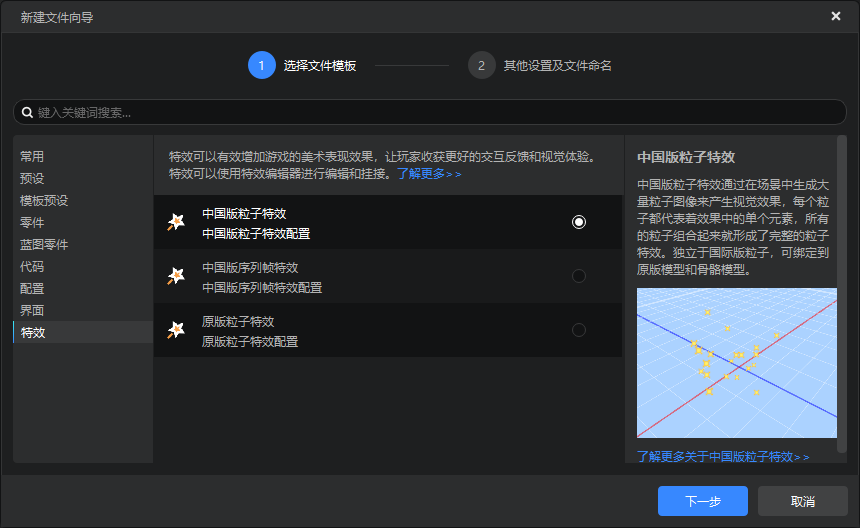 新建文件向导
1 选择文件模板
2 其他设置及文件命名
键入关键词搜索...
常用
预设
模板预设
零件
蓝图零件
代码
配置
界面
特效
特效可以有效增加游戏的美术表现效果，让玩家收获更好的交互反馈和视觉体验。
特效可以使用特效编辑器进行编辑和挂接。了解更多>>
中国版粒子特效
中国版粒子特效配置
中国版序列帧特效
中国版序列帧特效配置
原版粒子特效
原版粒子特效配置
中国版粒子特效
中国版粒子特效通过在场景中生成大
量粒子图像来产生视觉效果，每个粒
子都代表着效果中的单个元素，所有
的粒子组合起来就形成了完整的粒子
特效。独立于国际版粒子，可绑定到
原版模型和骨骼模型。
了解更多关于中国版粒子特效>>
下一步
取消